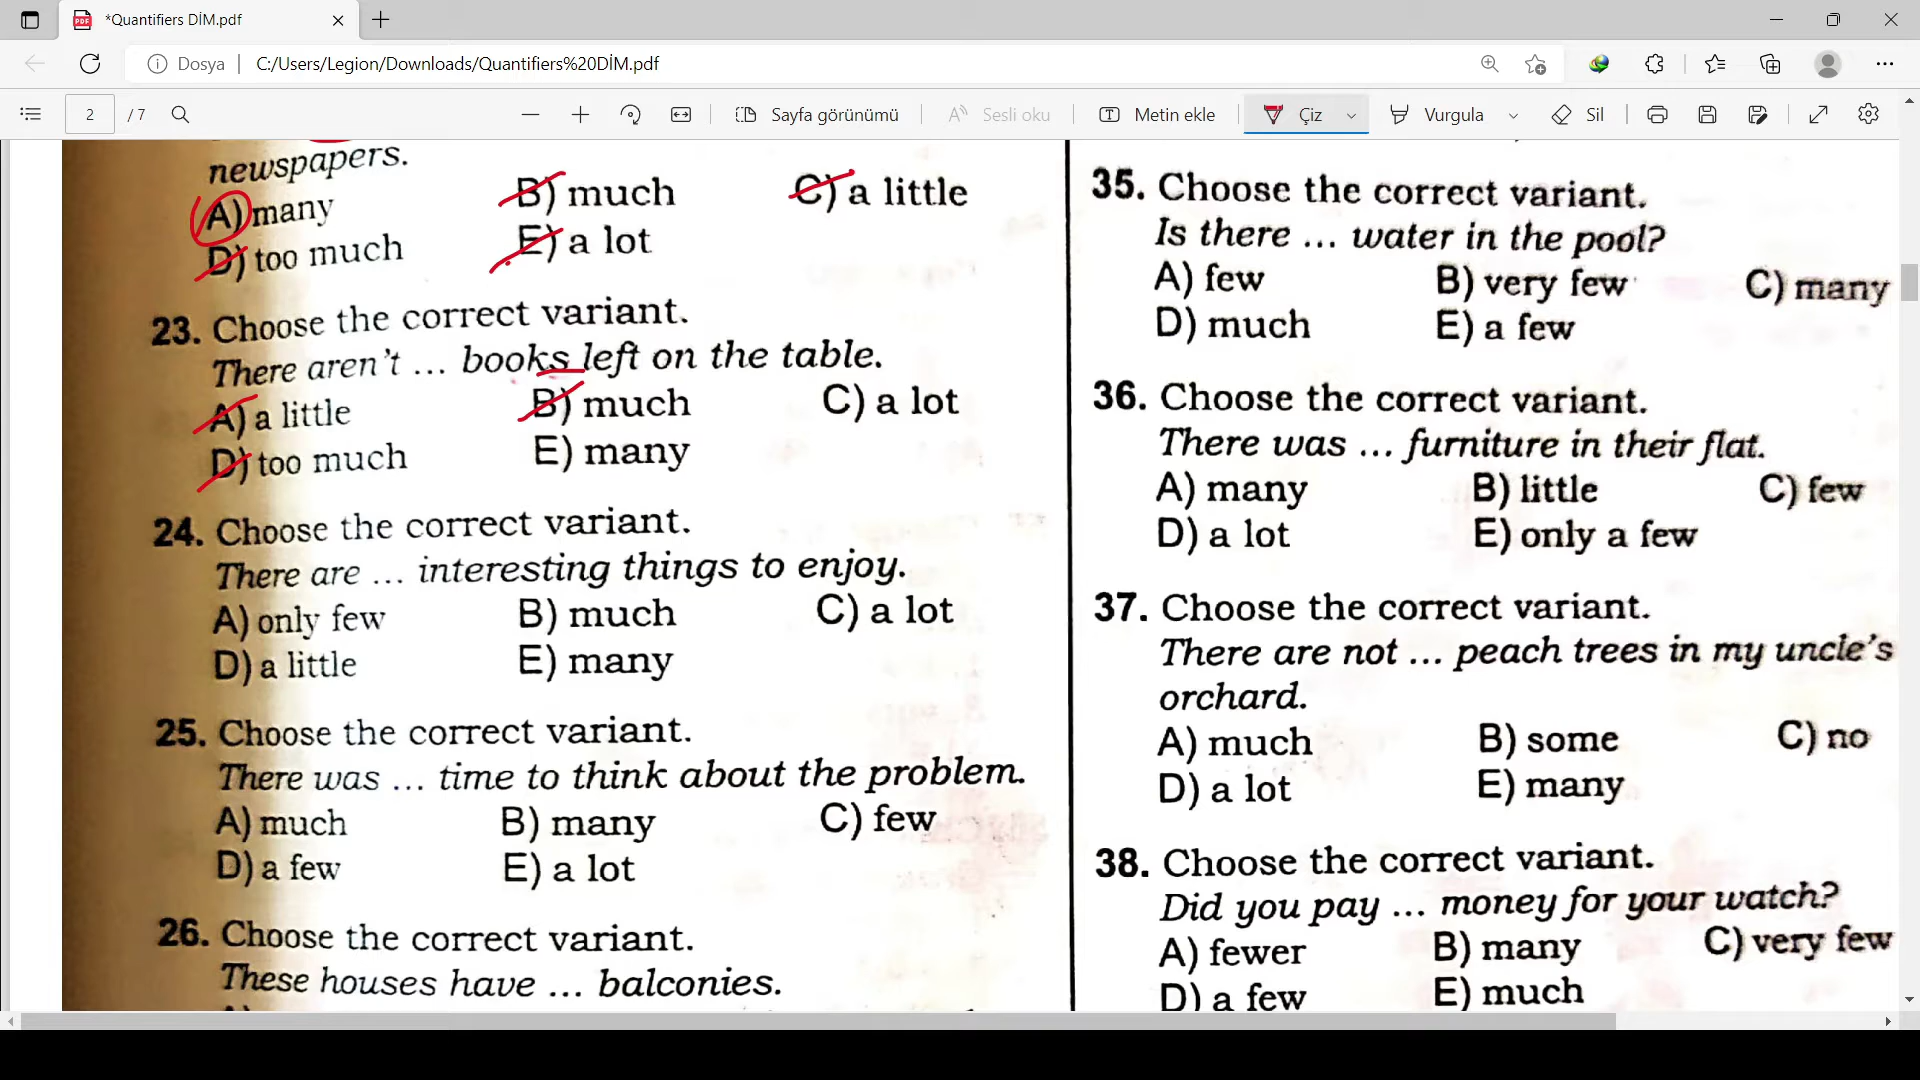 *Quantifiers DİM.pdf
Dosya
C:/Users/Legion/Downloads/Quantifiers%20DİM.pdf
2 / 7
Sayfa görünümü
Sesli oku
Metin ekle
Çiz
Vurgula
Sil
newspapers.
A) many B) much C) a little
D) too much E) a lot
23. Choose the correct variant.
There aren't ... books left on the table.
A) a little B) much C) a lot
D) too much E) many
24. Choose the correct variant.
There are ... interesting things to enjoy.
A) only few B) much C) a lot
D) a little E) many
25. Choose the correct variant.
There was ... time to think about the problem.
A) much B) many C) few
D) a few E) a lot
26. Choose the correct variant.
These houses have ... balconies.
35. Choose the correct variant.
Is there ... water in the pool?
A) few B) very few C) many
D) much E) a few
36. Choose the correct variant.
There was ... furniture in their flat.
A) many B) little C) few
D) a lot E) only a few
37. Choose the correct variant.
There are not ... peach trees in my uncle's
orchard.
A) much B) some C) no
D) a lot E) many
38. Choose the correct variant.
Did you pay ... money for your watch?
A) fewer B) many C) very few
D) a few E) much